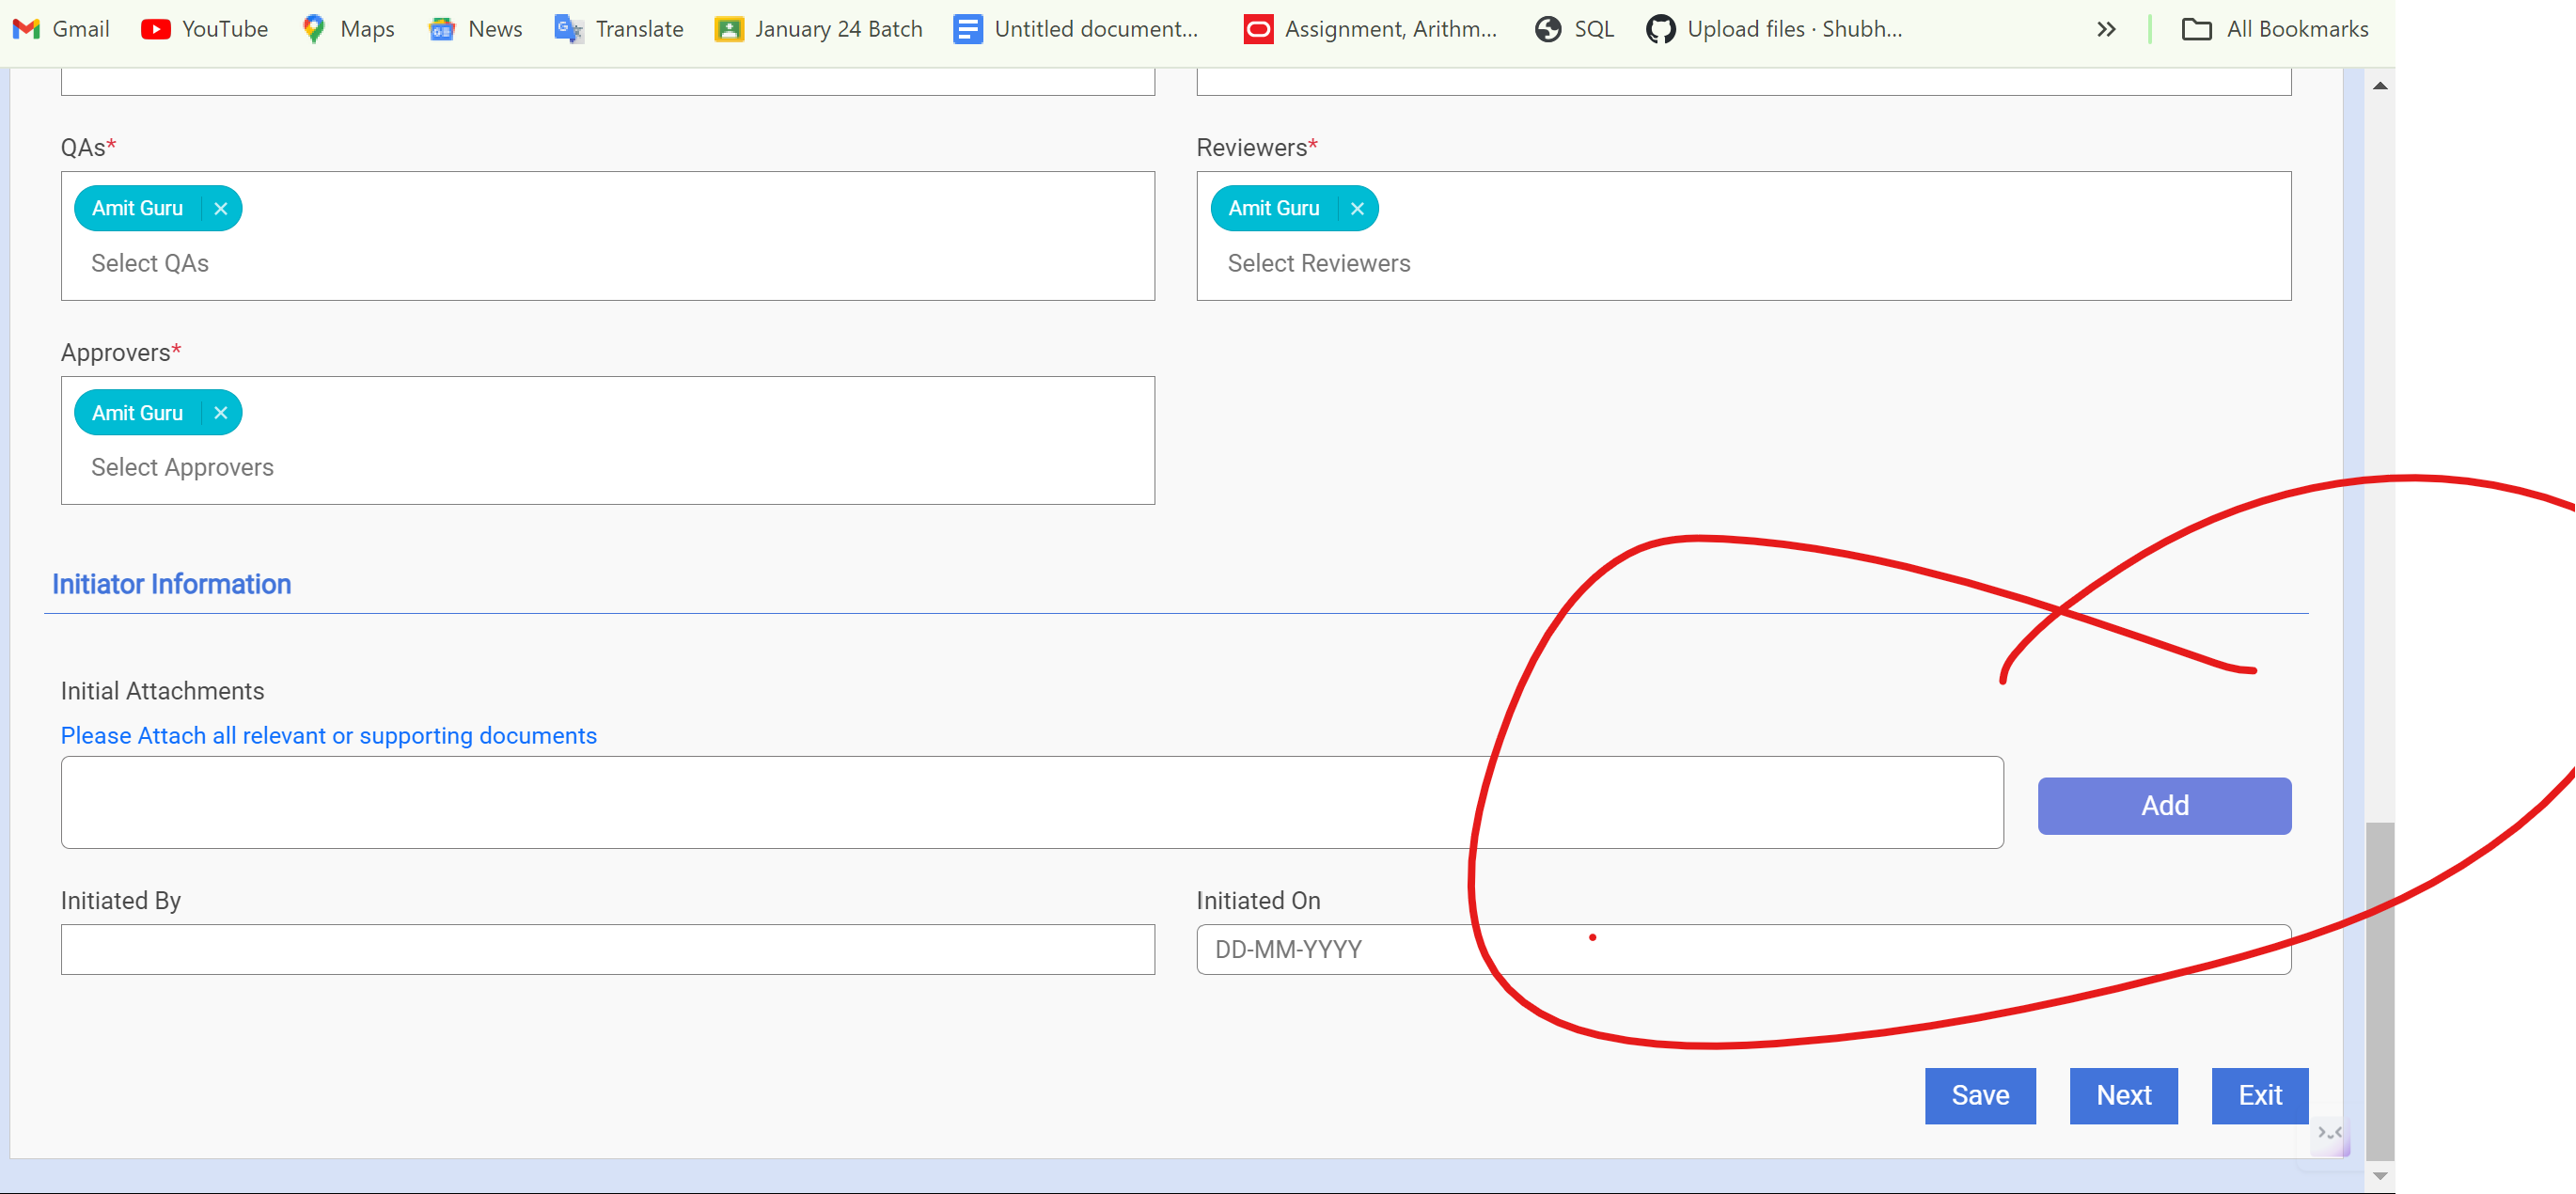 Gmail YouTube Maps News Translate January 24 Batch Untitled document... Assignment, Arithm... SQL Upload files · Shubh... All Bookmarks
QAs* Reviewers*
Amit Guru Amit Guru
Select QAs Select Reviewers
Approvers*
Amit Guru
Select Approvers
Initiator Information
Initial Attachments
Please Attach all relevant or supporting documents
Add
Initiated By Initiated On
DD-MM-YYYY
Save Next Exit